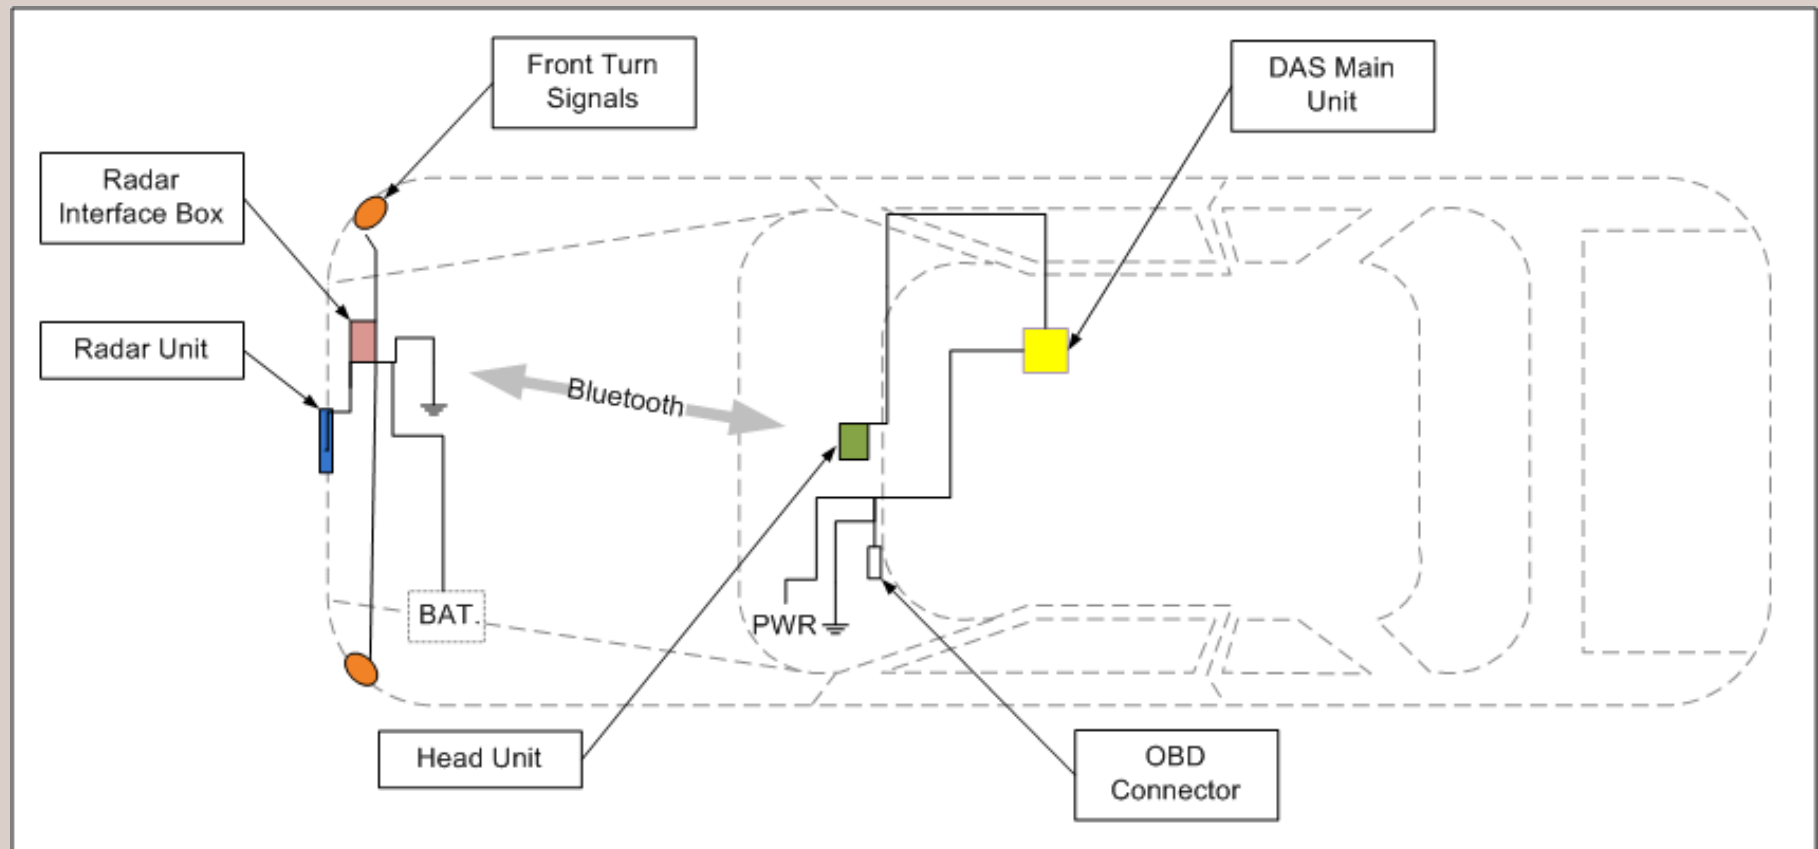 Front Turn
Signals
DAS Main
Unit
Radar
Interface Box
Radar Unit
Bluetooth
BAT.
PWR
Head Unit
OBD
Connector